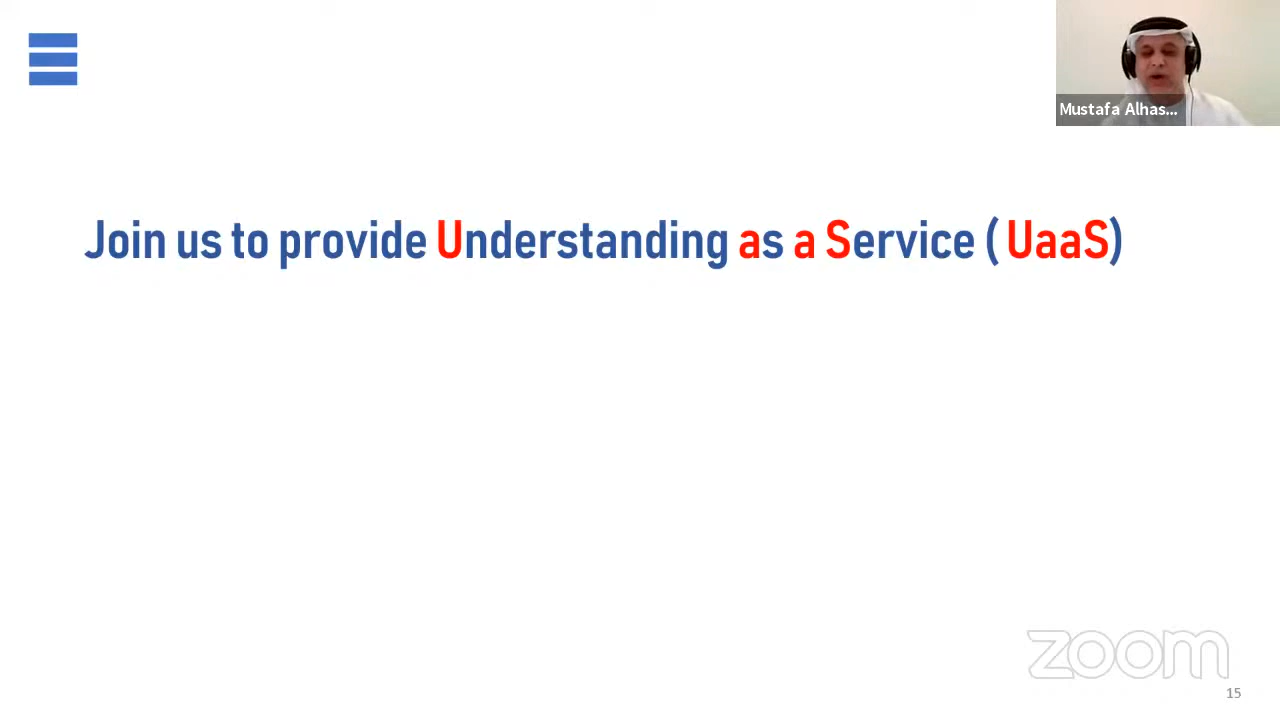 Mustafa Alhas...
Join us to provide Understanding as a Service ( UaaS)
zoom
15